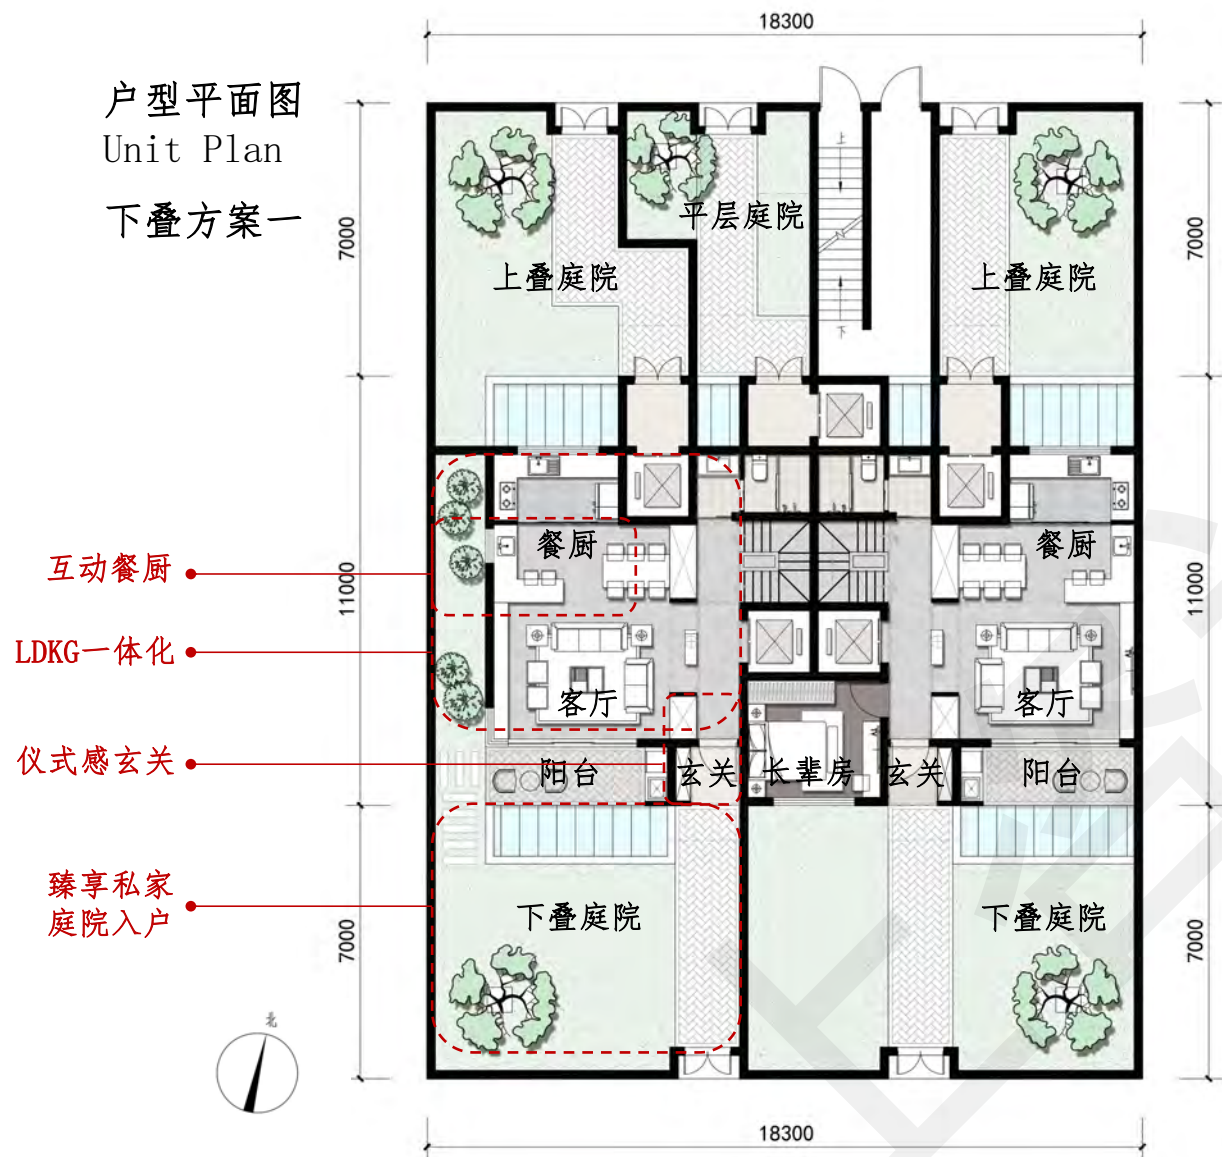 18300
户型平面图
Unit Plan
下叠方案一
7000
7000
上
平层庭院
上叠庭院
上叠庭院
下
互动餐厨
餐厨
餐厨
11000
11000
LDKG一体化
客厅
客厅
仪式感玄关
阳台
玄关
长辈房
玄关
阳台
臻享私家
庭院入户
下叠庭院
下叠庭院
7000
7000
北
18300